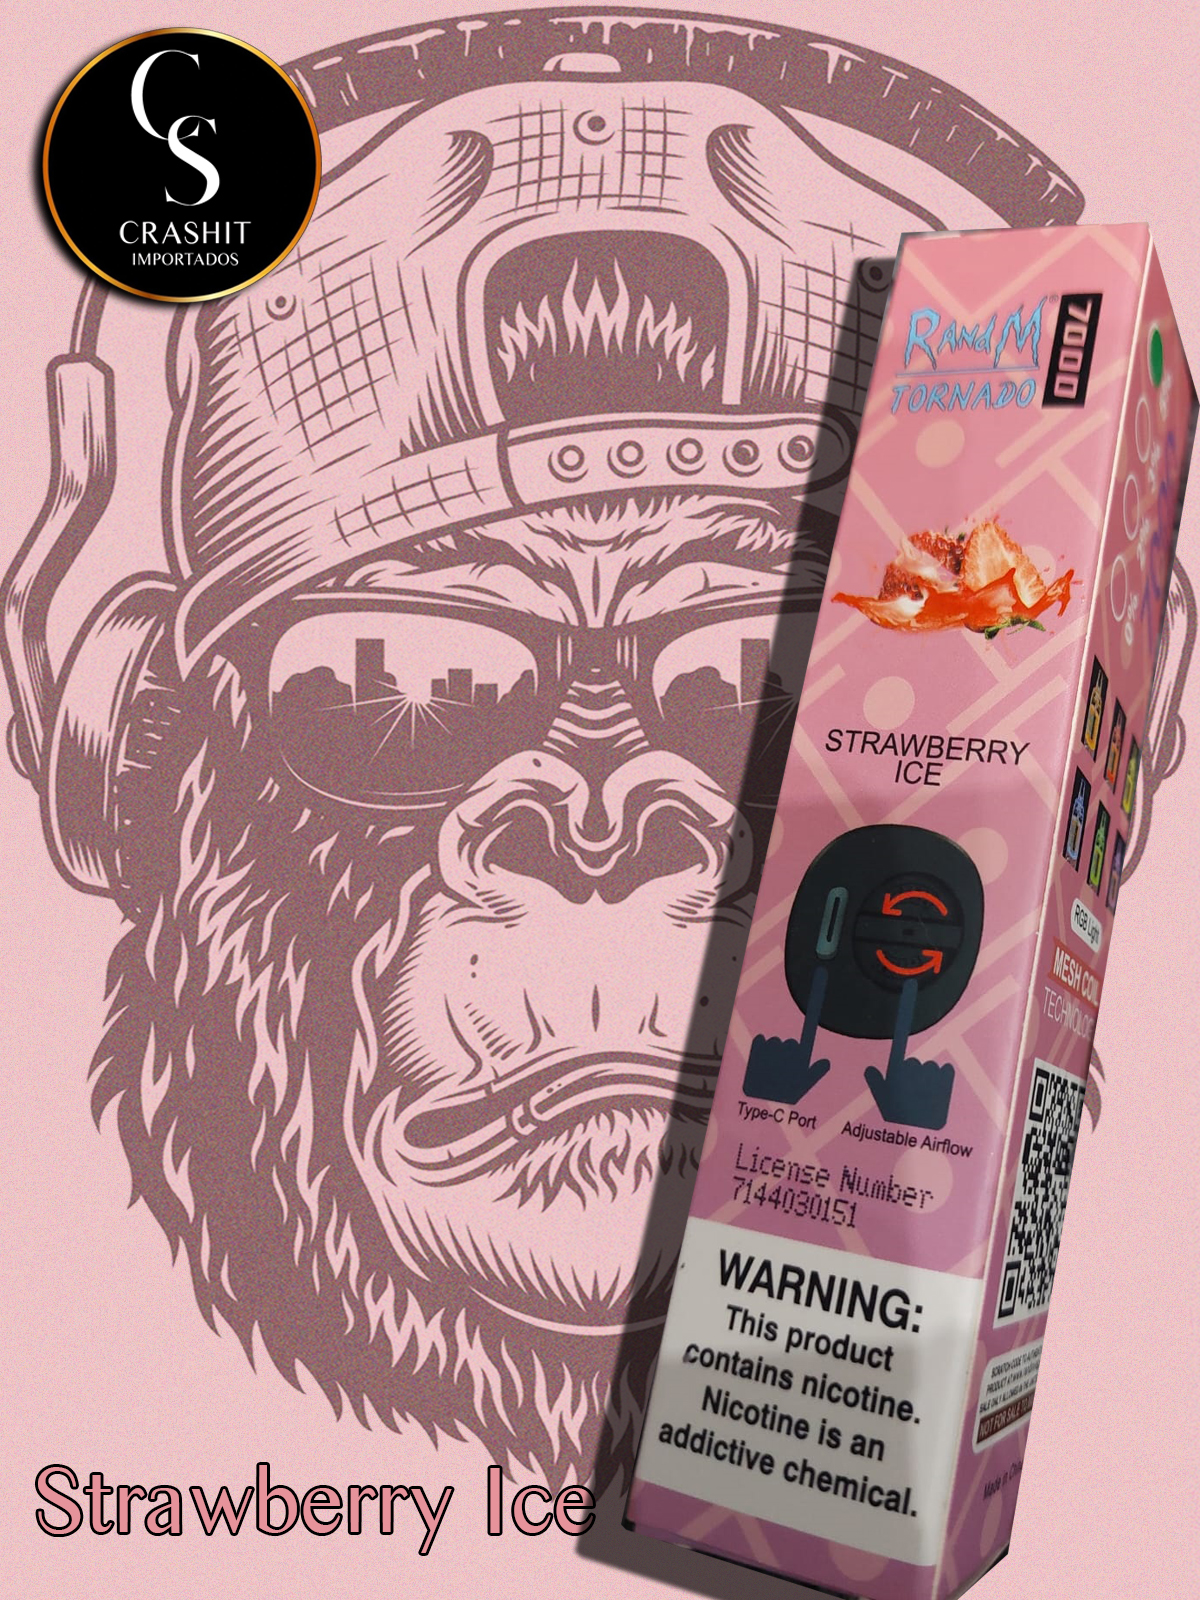 CS
CRASHIT
IMPORTADOS
RandM
TORNADO
7000
STRAWBERRY
ICE
Type-C Port
Adjustable Airflow
License Number
7144030151
WARNING:
This product
contains nicotine.
Nicotine is an
addictive chemical.
0%
RGB Light
MESH COIL
Strawberry Ice